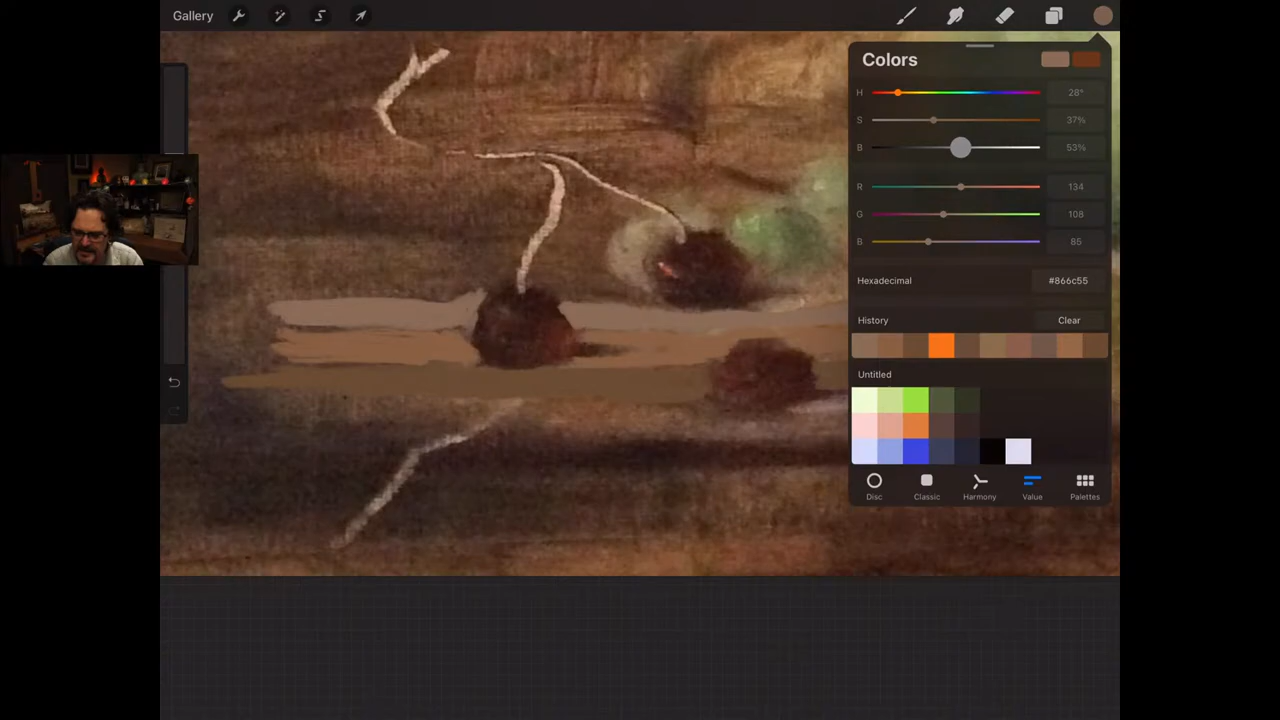 Gallery
Colors
H 28°
S 37%
B 53%
R 134
G 108
B 85
Hexadecimal #866c55
History Clear
Untitled
Disc Classic Harmony Value Palettes